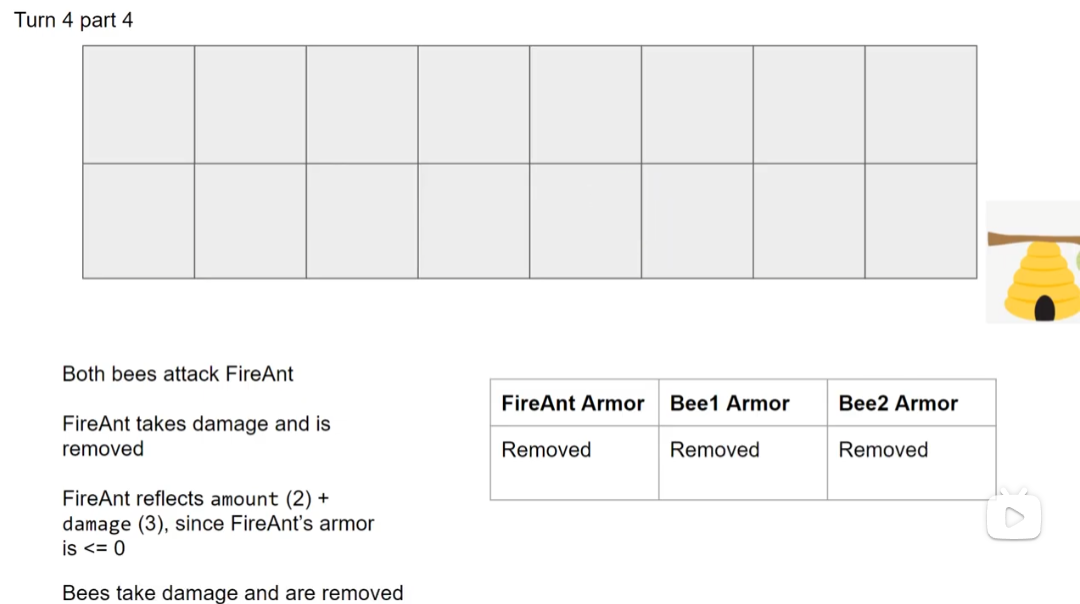 Turn 4 part 4
Both bees attack FireAnt
FireAnt takes damage and is
removed
FireAnt reflects amount (2) +
damage (3), since FireAnt's armor
is <= 0
Bees take damage and are removed
FireAnt Armor Bee1 Armor Bee2 Armor
Removed Removed Removed